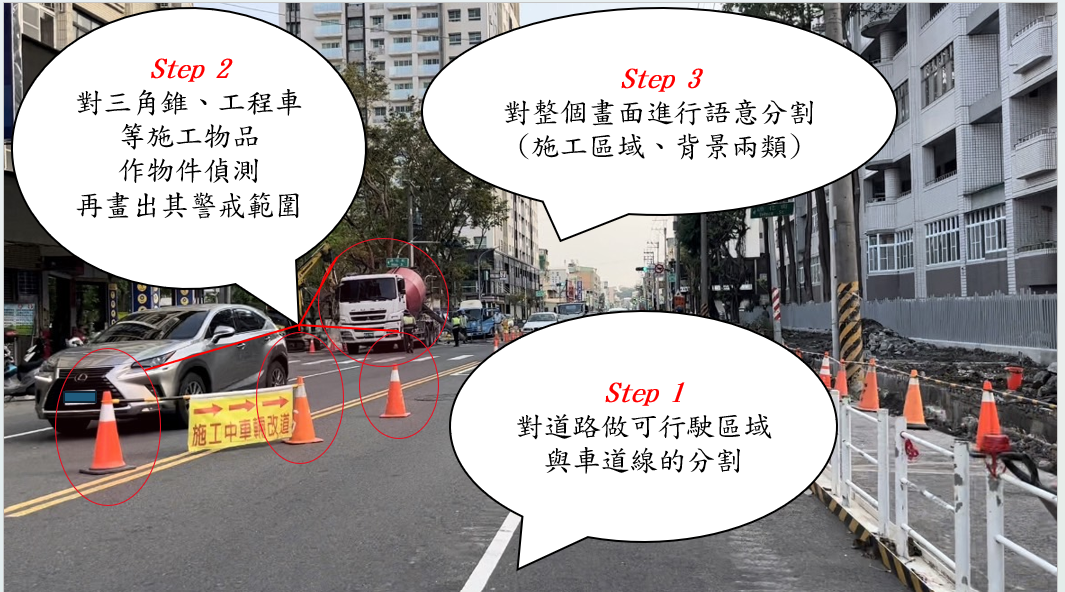 Step 2
對三角錐、工程車
等施工物品
作物件偵測
再畫出其警戒範圍
Step 3
對整個畫面進行語意分割
(施工區域、背景兩類)
Step 1
對道路做可行駛區域
與車道線的分割
施工中車輛改道